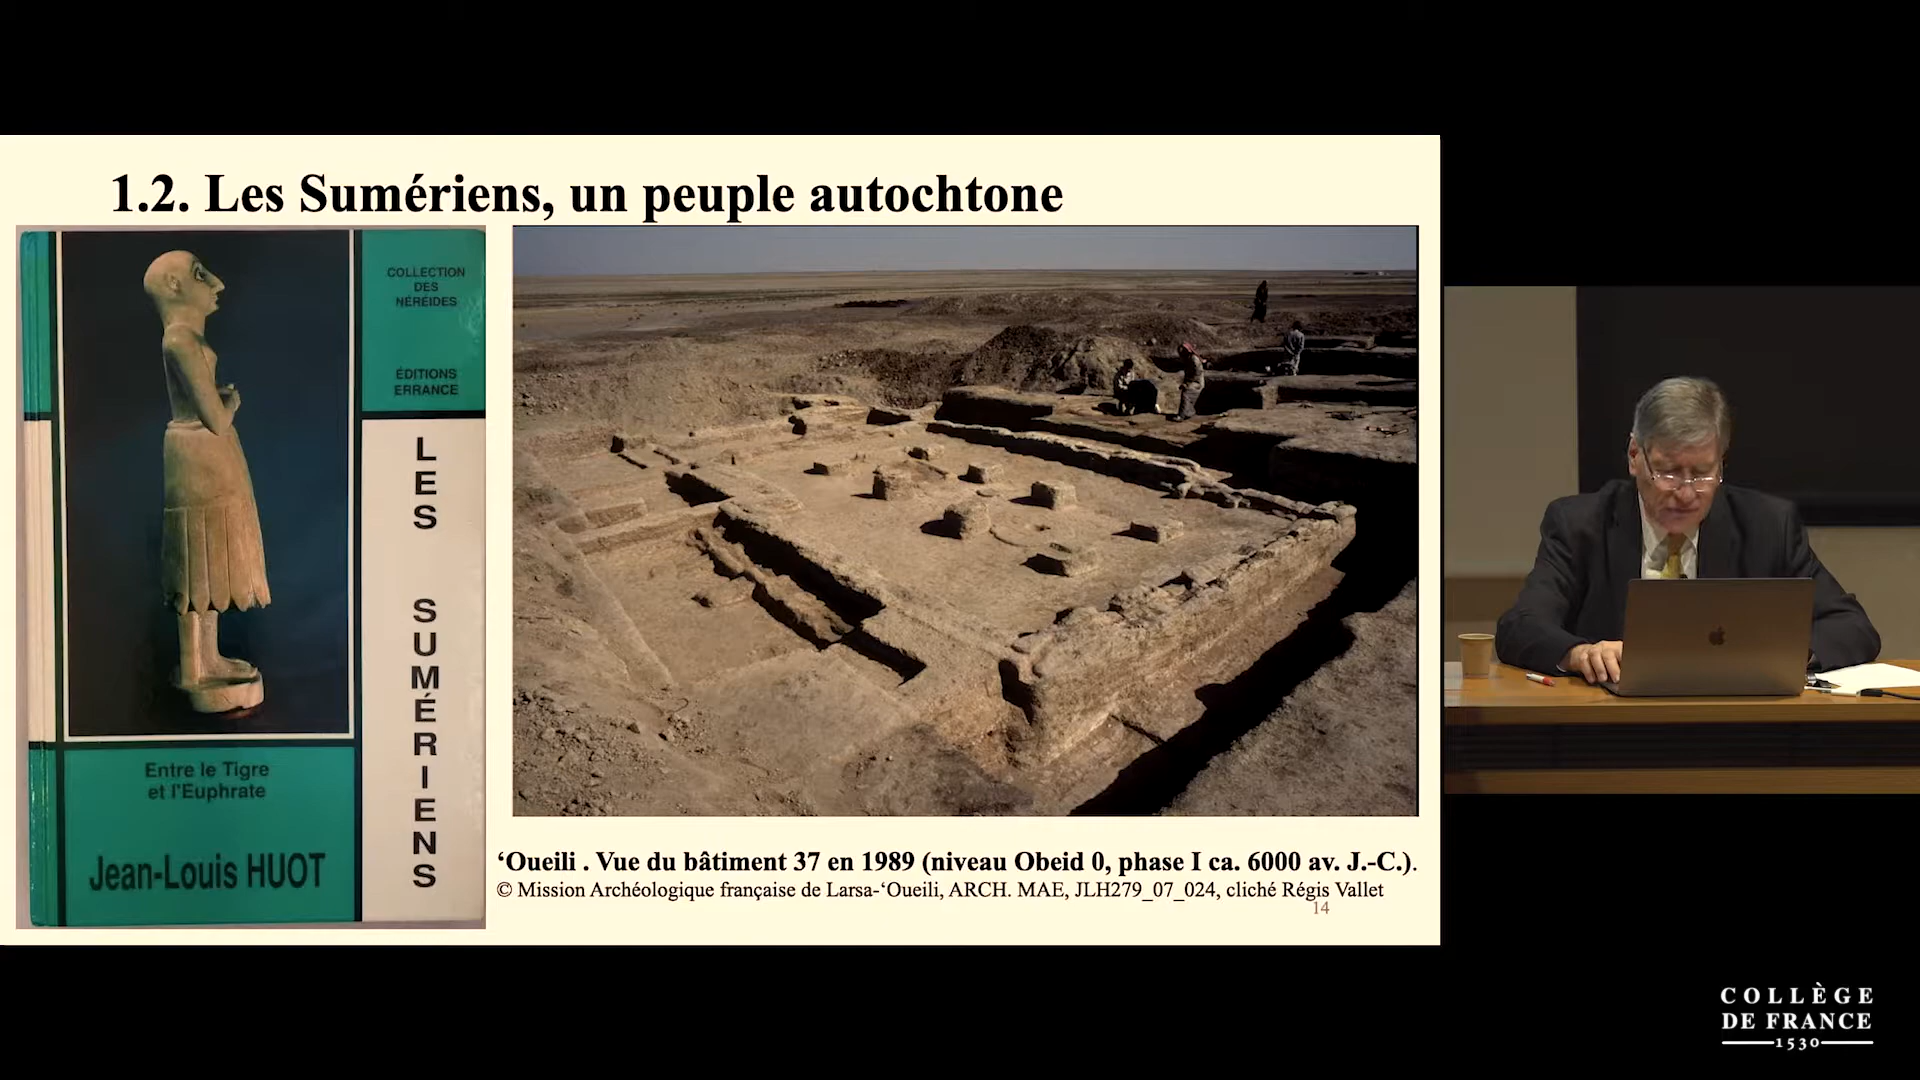 1.2. Les Sumériens, un peuple autochtone
COLLECTION
DES
NÉRÉIDES
ÉDITIONS
ERRANCE
LES SUMÉRIENS
Entre le Tigre
et l'Euphrate
Jean-Louis HUOT
‘Oueili . Vue du bâtiment 37 en 1989 (niveau Obeid 0, phase I ca. 6000 av. J.-C.).
© Mission Archéologique française de Larsa-‘Oueili, ARCH. MAE, JLH279_07_024, cliché Régis Vallet
14
COLLÈGE
DE FRANCE
1530